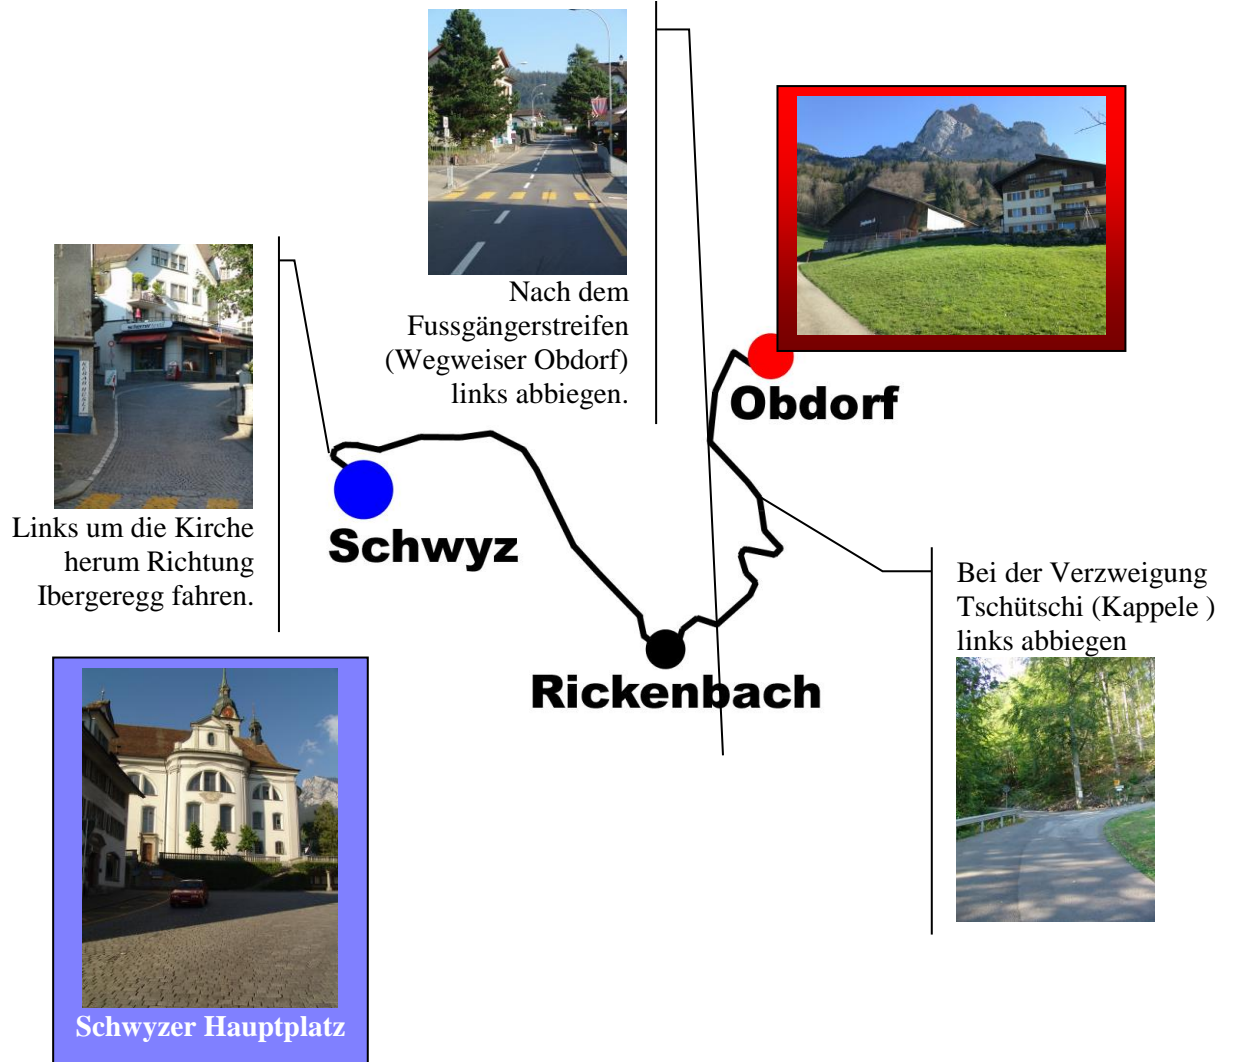 Nach dem
Fussgängerstreifen
(Wegweiser Obdorf)
links abbiegen.
Obdorf
Links um die Kirche
herum Richtung
Ibergeregg fahren.
Schwyz
Rickenbach
Bei der Verzweigung
Tschütschi (Kappele )
links abbiegen
Schwyzer Hauptplatz